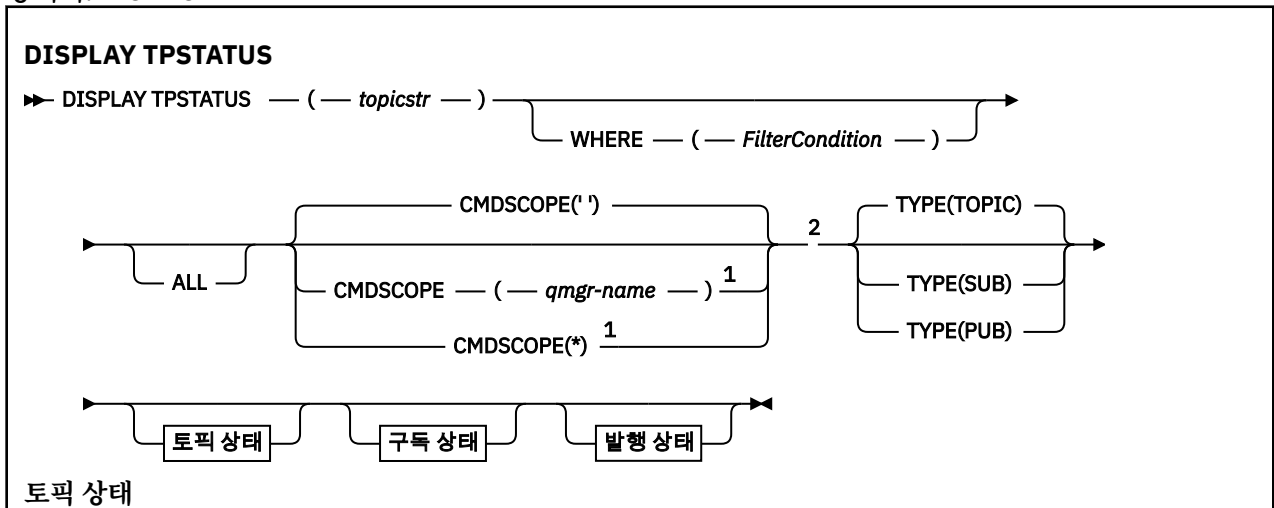 DISPLAY TPSTATUS
DISPLAY TPSTATUS ( topicstr )
WHERE ( FilterCondition )
CMDSCOPE(' ') TYPE(TOPIC)
2
ALL CMDSCOPE ( qmgr-name ) 1 TYPE(SUB)
CMDSCOPE(*) 1 TYPE(PUB)
토픽 상태 구독 상태 발행 상태
토픽 상태